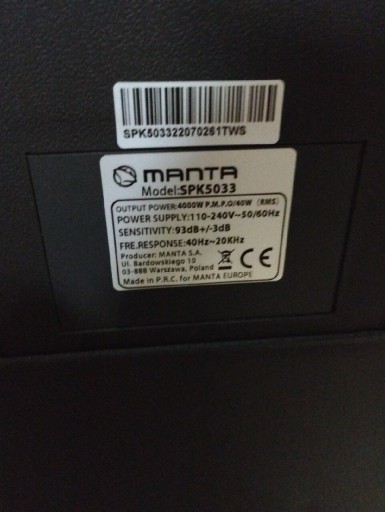 SPK503322070261TWS
MANTA
Model:SPK5033
OUTPUT POWER:4000W P.M.P.O/40W (RMS)
POWER SUPPLY:110-240V~50/60Hz
SENSITIVITY:93dB+/-3dB
FRE.RESPONSE:40Hz~20KHz
Producer: MANTA S.A.
Ul. Bardowskiego 10
03-888 Warszawa, Poland
CE
Made in P.R.C. for MANTA EUROPE